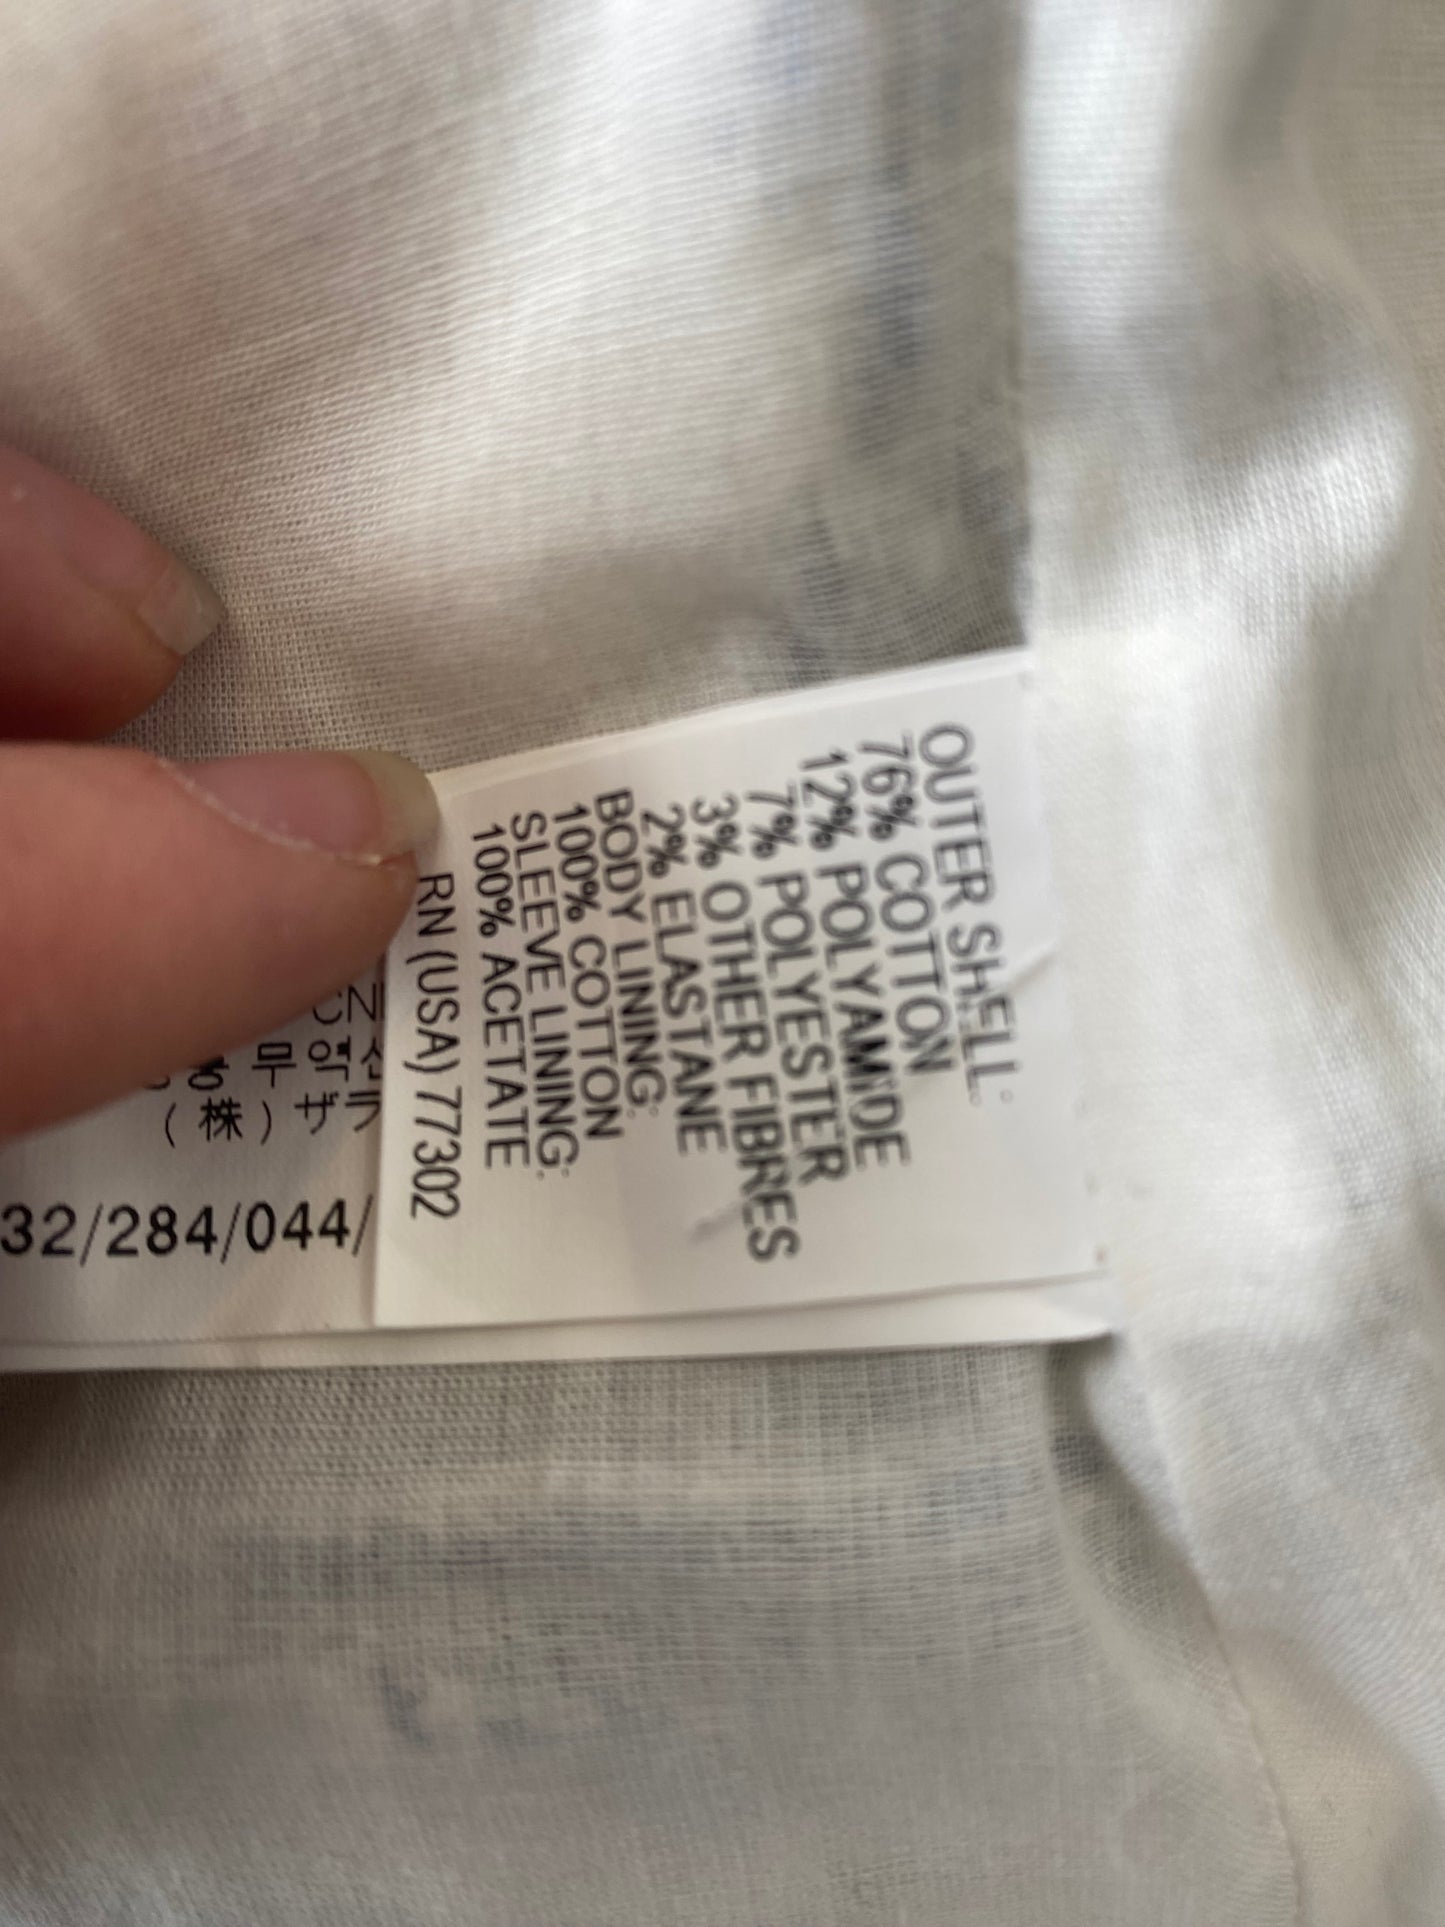 OUTER SHELL:
76% COTTON
12% POLYAMIDE
7% POLYESTER
3% OTHER FIBRES
2% ELASTANE
BODY LINING:
100% COTTON
SLEEVE LINING:
100% ACETATE
RN (USA) 77302
(株) ザラ
32/284/044/